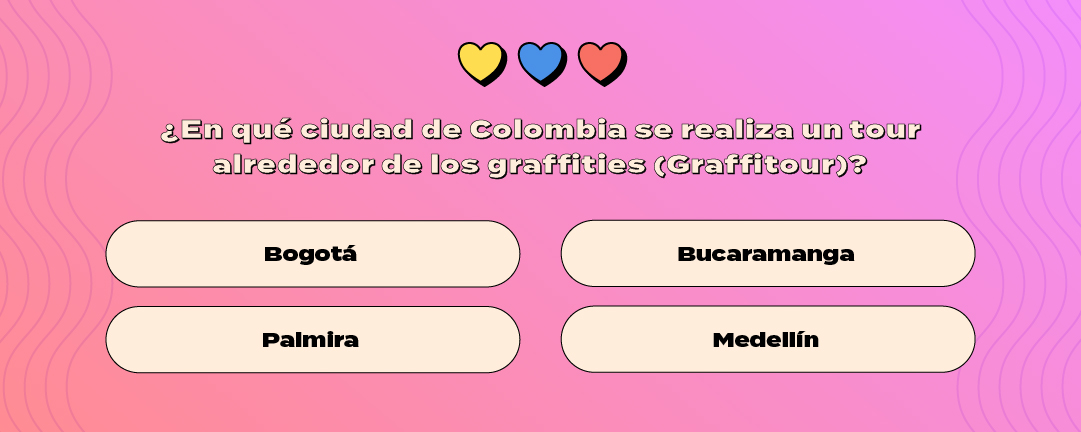 ¿En qué ciudad de Colombia se realiza un tour
alrededor de los graffities (Graffitour)?
Bogotá
Bucaramanga
Palmira
Medellín